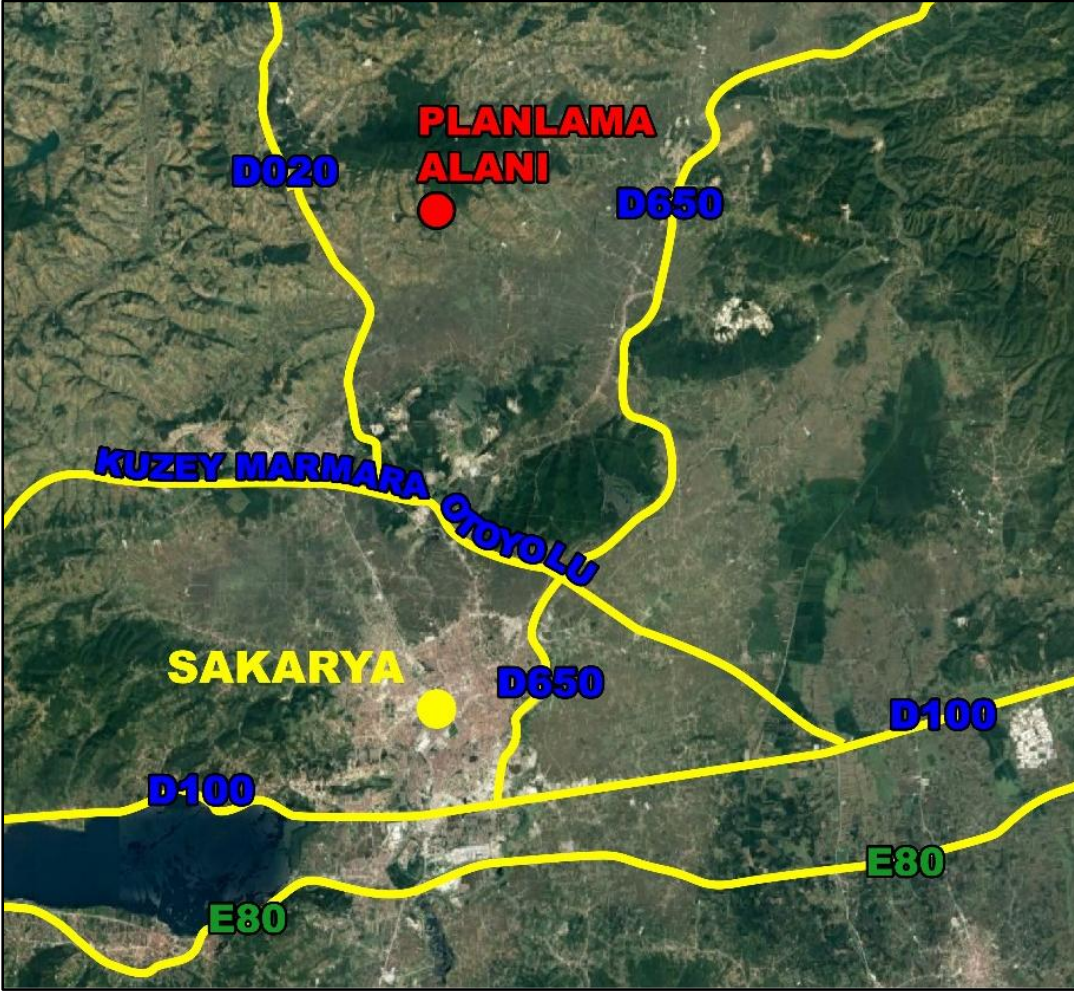 PLANLAMA
ALANI
D020
D650
KUZEY MARMARA OTOYOLU
SAKARYA
D650
D100
D100
E80
E80